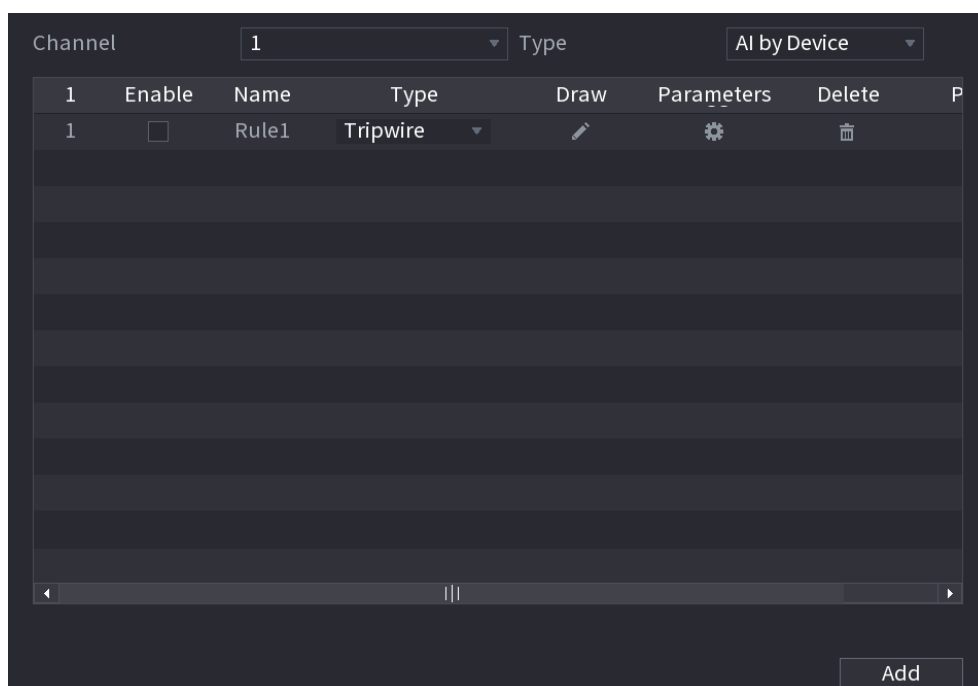 Channel 1 Type AI by Device
1 Enable Name Type Draw Parameters Delete P
1 Rule1 Tripwire
Add